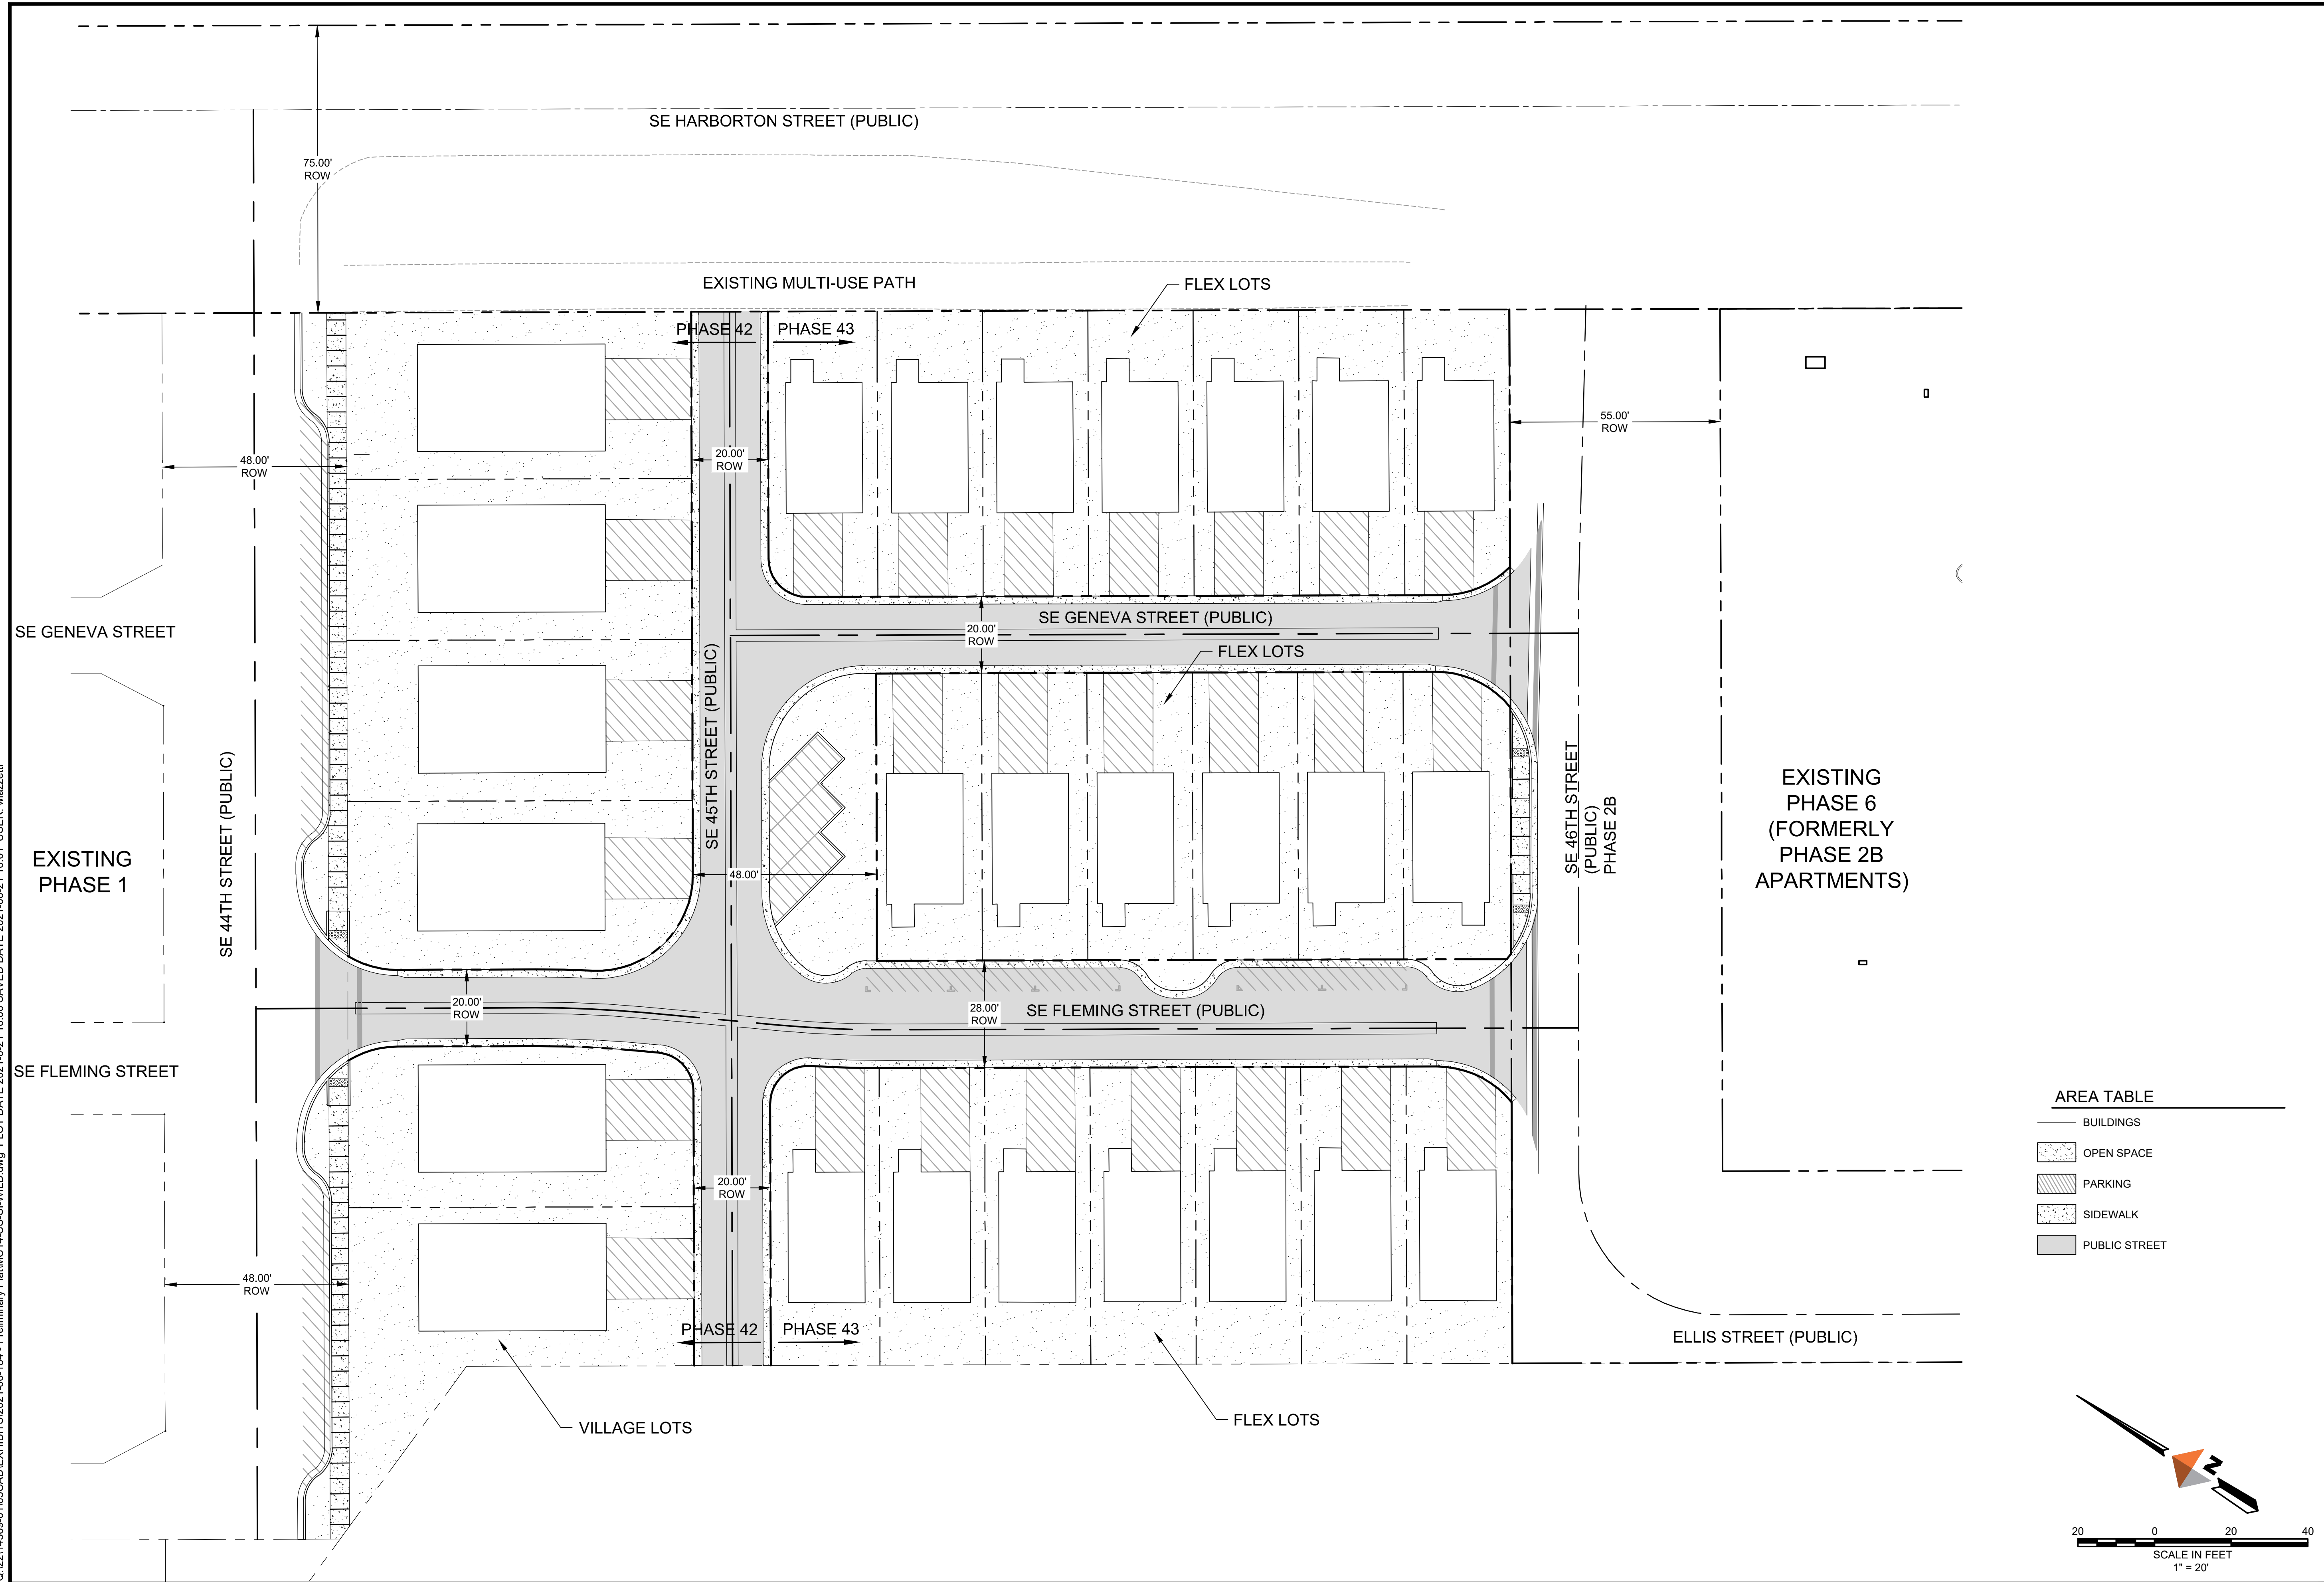 SE HARBORTON STREET (PUBLIC)
75.00'
ROW
EXISTING MULTI-USE PATH
FLEX LOTS
PHASE 42
PHASE 43
48.00'
ROW
20.00'
ROW
55.00'
ROW
SE GENEVA STREET
SE GENEVA STREET (PUBLIC)
20.00'
ROW
FLEX LOTS
SE 45TH STREET (PUBLIC)
SE 44TH STREET (PUBLIC)
SE 46TH STREET
(PUBLIC)
PHASE 2B
EXISTING
PHASE 6
(FORMERLY
PHASE 2B
APARTMENTS)
EXISTING
PHASE 1
48.00'
20.00'
ROW
28.00'
ROW
SE FLEMING STREET (PUBLIC)
SE FLEMING STREET
20.00'
ROW
48.00'
ROW
PHASE 42
PHASE 43
ELLIS STREET (PUBLIC)
VILLAGE LOTS
FLEX LOTS
AREA TABLE
BUILDINGS
OPEN SPACE
PARKING
SIDEWALK
PUBLIC STREET
N
20 0 20 40
SCALE IN FEET
1" = 20'